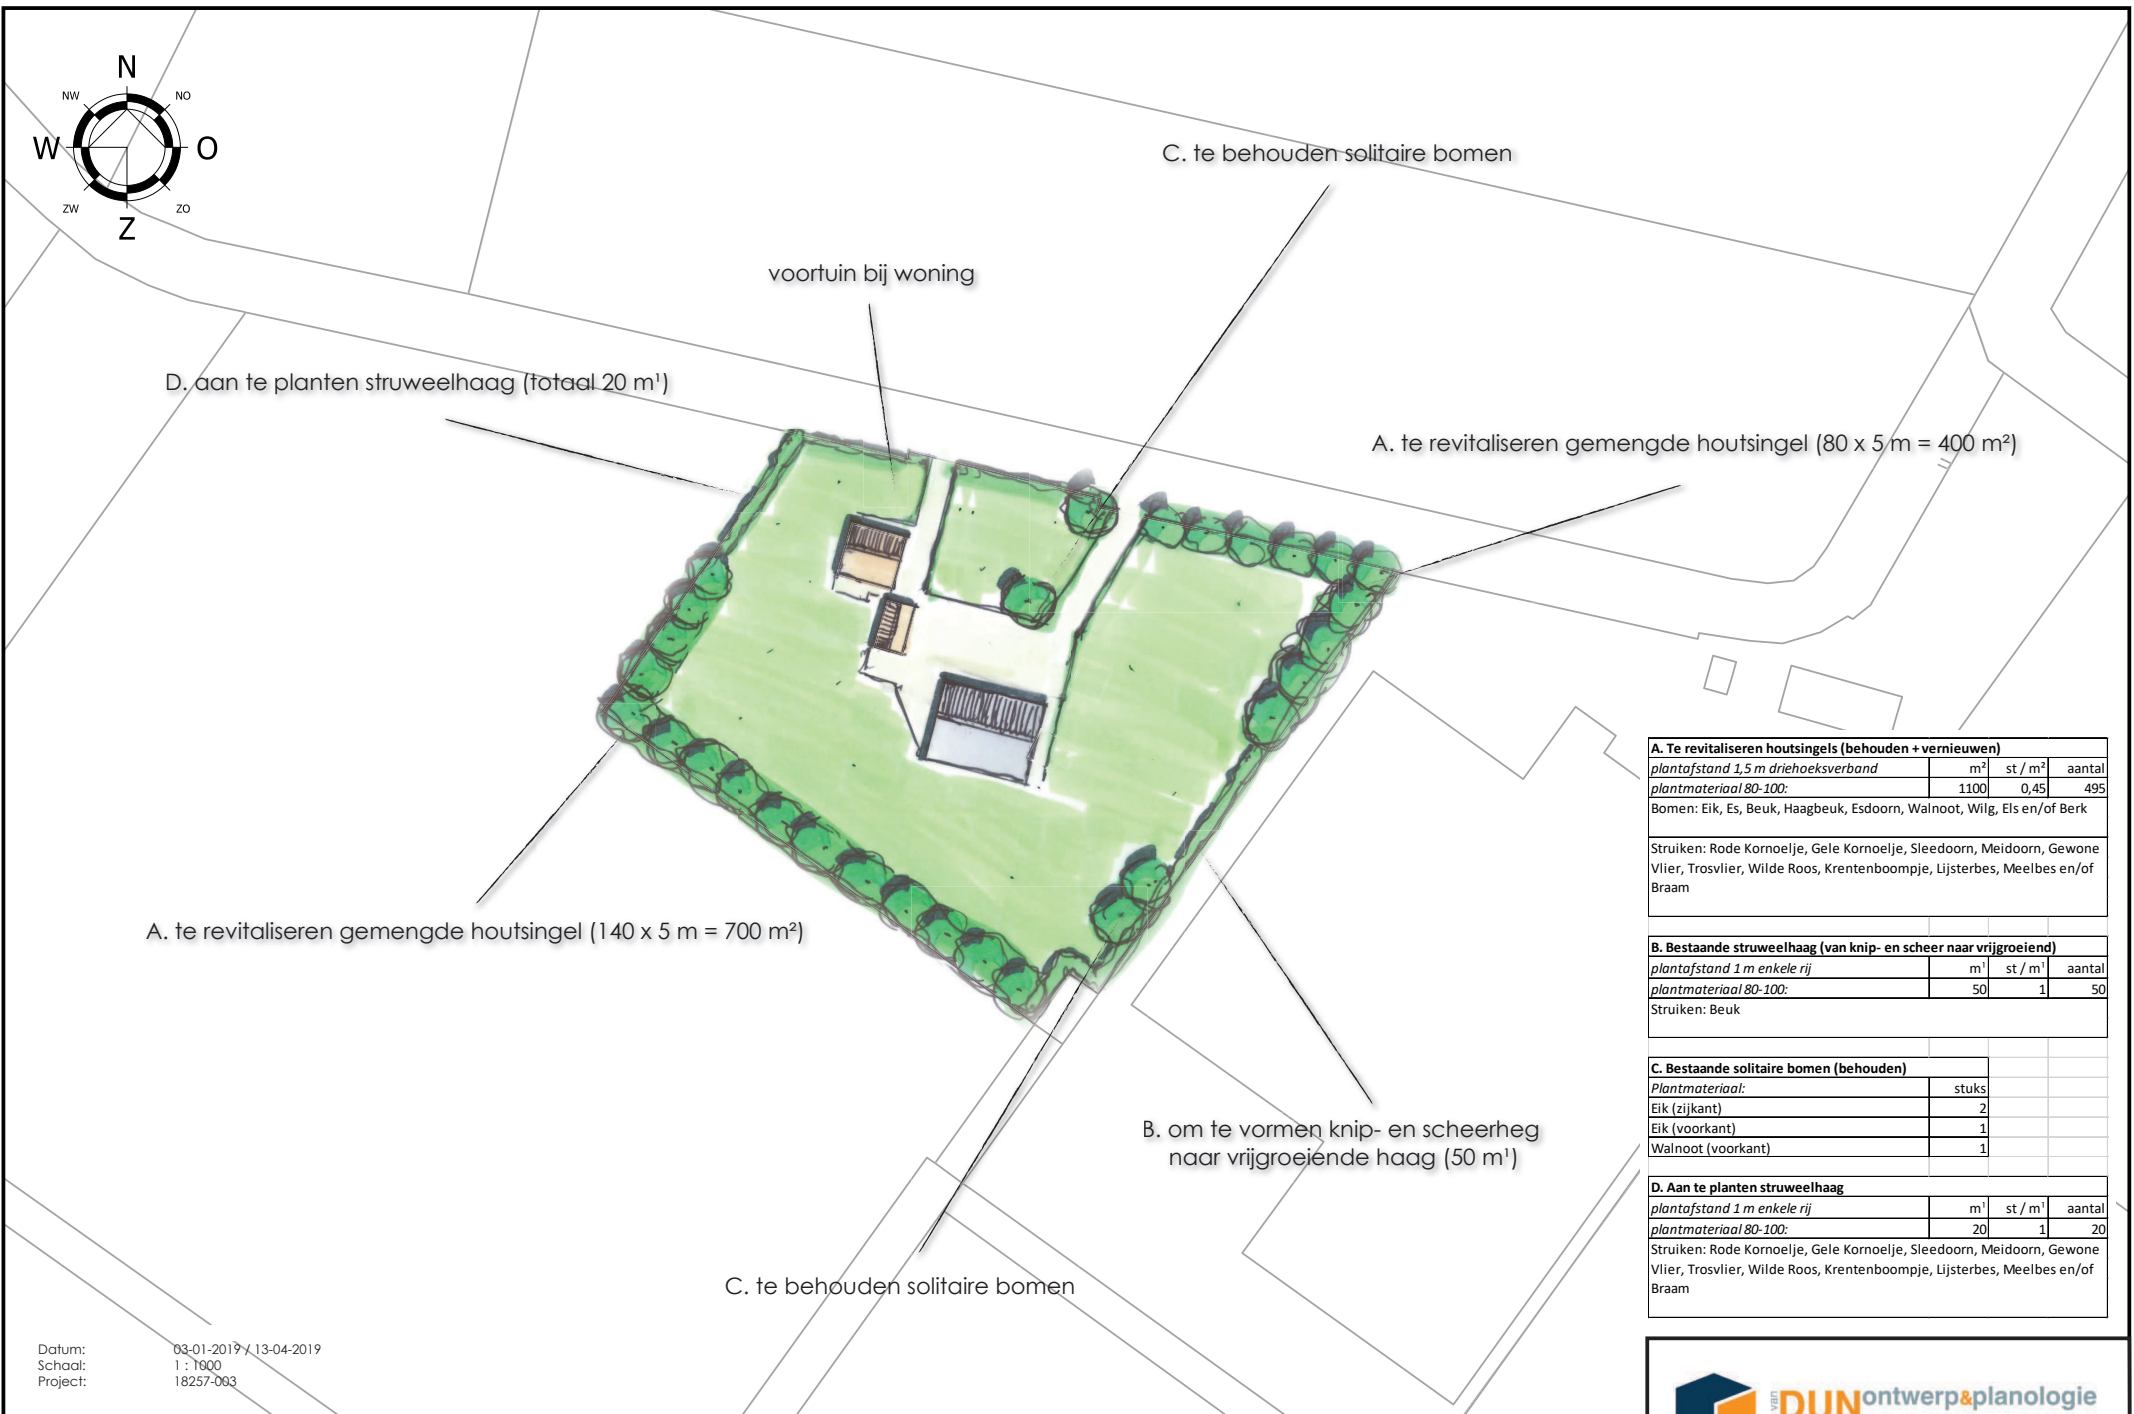 N
NW
NO
W
O
ZW
ZO
Z
C. te behouden solitaire bomen
voortuin bij woning
D. aan te planten struweelhaag (totaal 20 m¹)
A. te revitaliseren gemengde houtsingel (80 x 5 m = 400 m²)
A. te revitaliseren gemengde houtsingel (140 x 5 m = 700 m²)
B. om te vormen knip- en scheerheg
naar vrijgroeiende haag (50 m¹)
C. te behouden solitaire bomen
A. Te revitaliseren houtsingels (behouden + vernieuwen)
plantafstand 1,5 m driehoeksverband m² st / m² aantal
plantmateriaal 80-100: 1100 0,45 495
Bomen: Eik, Es, Beuk, Haagbeuk, Esdoorn, Walnoot, Wilg, Els en/of Berk
Struiken: Rode Kornoelje, Gele Kornoelje, Sleedoorn, Meidoorn, Gewone
Vlier, Trosvlier, Wilde Roos, Krentenboompje, Lijsterbes, Meelbes en/of
Braam
B. Bestaande struweelhaag (van knip- en scheer naar vrijgroeiend)
plantafstand 1 m enkele rij m¹ st / m¹ aantal
plantmateriaal 80-100: 50 1 50
Struiken: Beuk
C. Bestaande solitaire bomen (behouden)
Plantmateriaal: stuks
Eik (zijkant) 2
Eik (voorkant) 1
Walnoot (voorkant) 1
D. Aan te planten struweelhaag
plantafstand 1 m enkele rij m¹ st / m¹ aantal
plantmateriaal 80-100: 20 1 20
Struiken: Rode Kornoelje, Gele Kornoelje, Sleedoorn, Meidoorn, Gewone
Vlier, Trosvlier, Wilde Roos, Krentenboompje, Lijsterbes, Meelbes en/of
Braam
Datum: 03-01-2019 / 13-04-2019
Schaal: 1 : 1000
Project: 18257-003
van DUN ontwerp&planologie